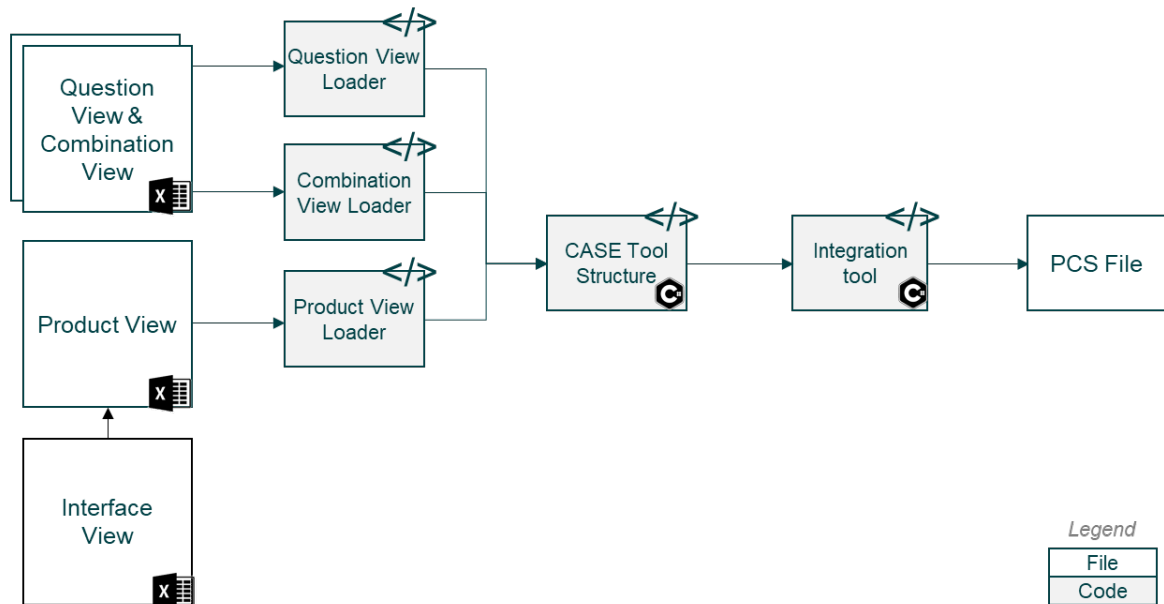 Question
View &
Combination
View
X
Product View
X
Interface
View
X
</>
Question View
Loader
</>
Combination
View Loader
</>
Product View
Loader
</>
CASE Tool
Structure
C
</>
Integration
tool
C
PCS File
Legend
File
Code